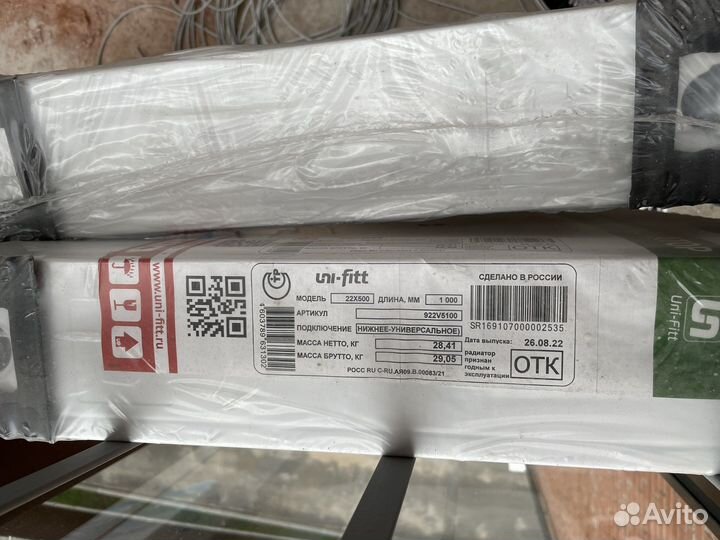 uni-fitt
СДЕЛАНО В РОССИИ
МОДЕЛЬ 22X500 ДЛИНА, ММ 1 000
АРТИКУЛ 922V5100
ПОДКЛЮЧЕНИЕ НИЖНЕЕ-УНИВЕРСАЛЬНОЕ)
МАССА НЕТТО, КГ 28,41
МАССА БРУТТО, КГ 29,05
РОСС RU C-RU.АЯ09.В.00083/21
SR169107000002535
Дата выпуска: 26.08.22
радиатор
признан
годным к
эксплуатации
ОТК
4603789631302
www.uni-fitt.ru
Uni-Fitt
Avito